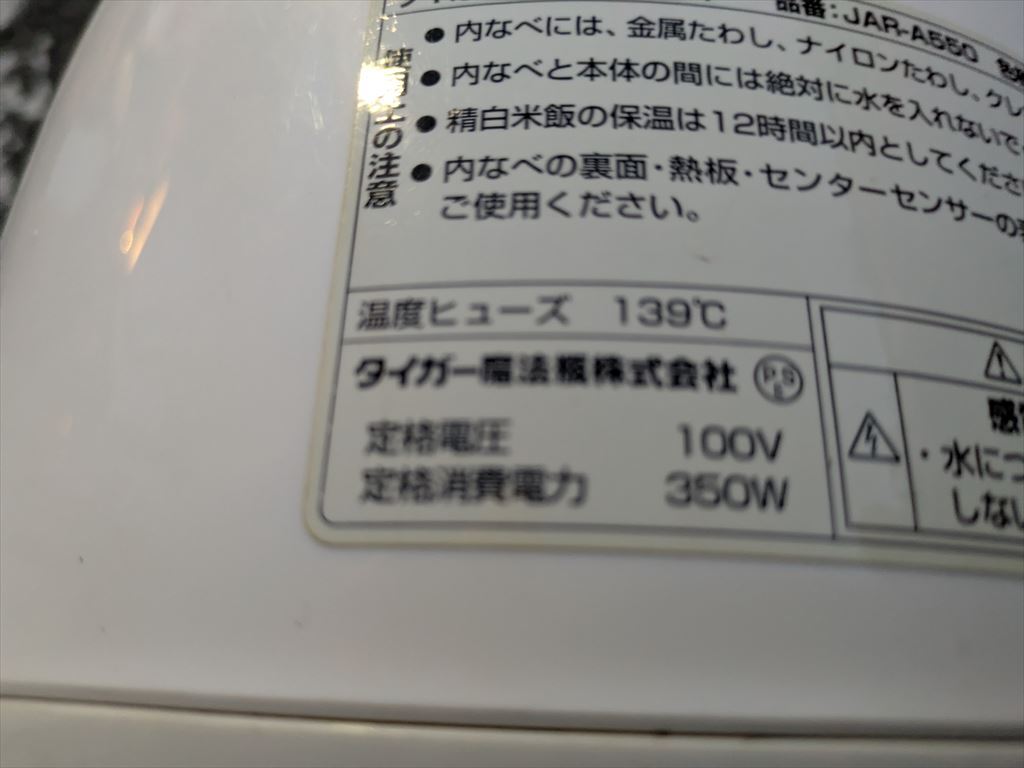 品番：JAR-A550
使用上の注意
● 内なべには、金属たわし、ナイロンたわし、クレ
● 内なべと本体の間には絶対に水を入れないで
● 精白米飯の保温は12時間以内としてくださ
● 内なべの裏面・熱板・センターセンサーの
ご使用ください。
温度ヒューズ 139℃
タイガー魔法瓶株式会社 PSE
定格電圧 100V
定格消費電力 350W
・水につ
しない